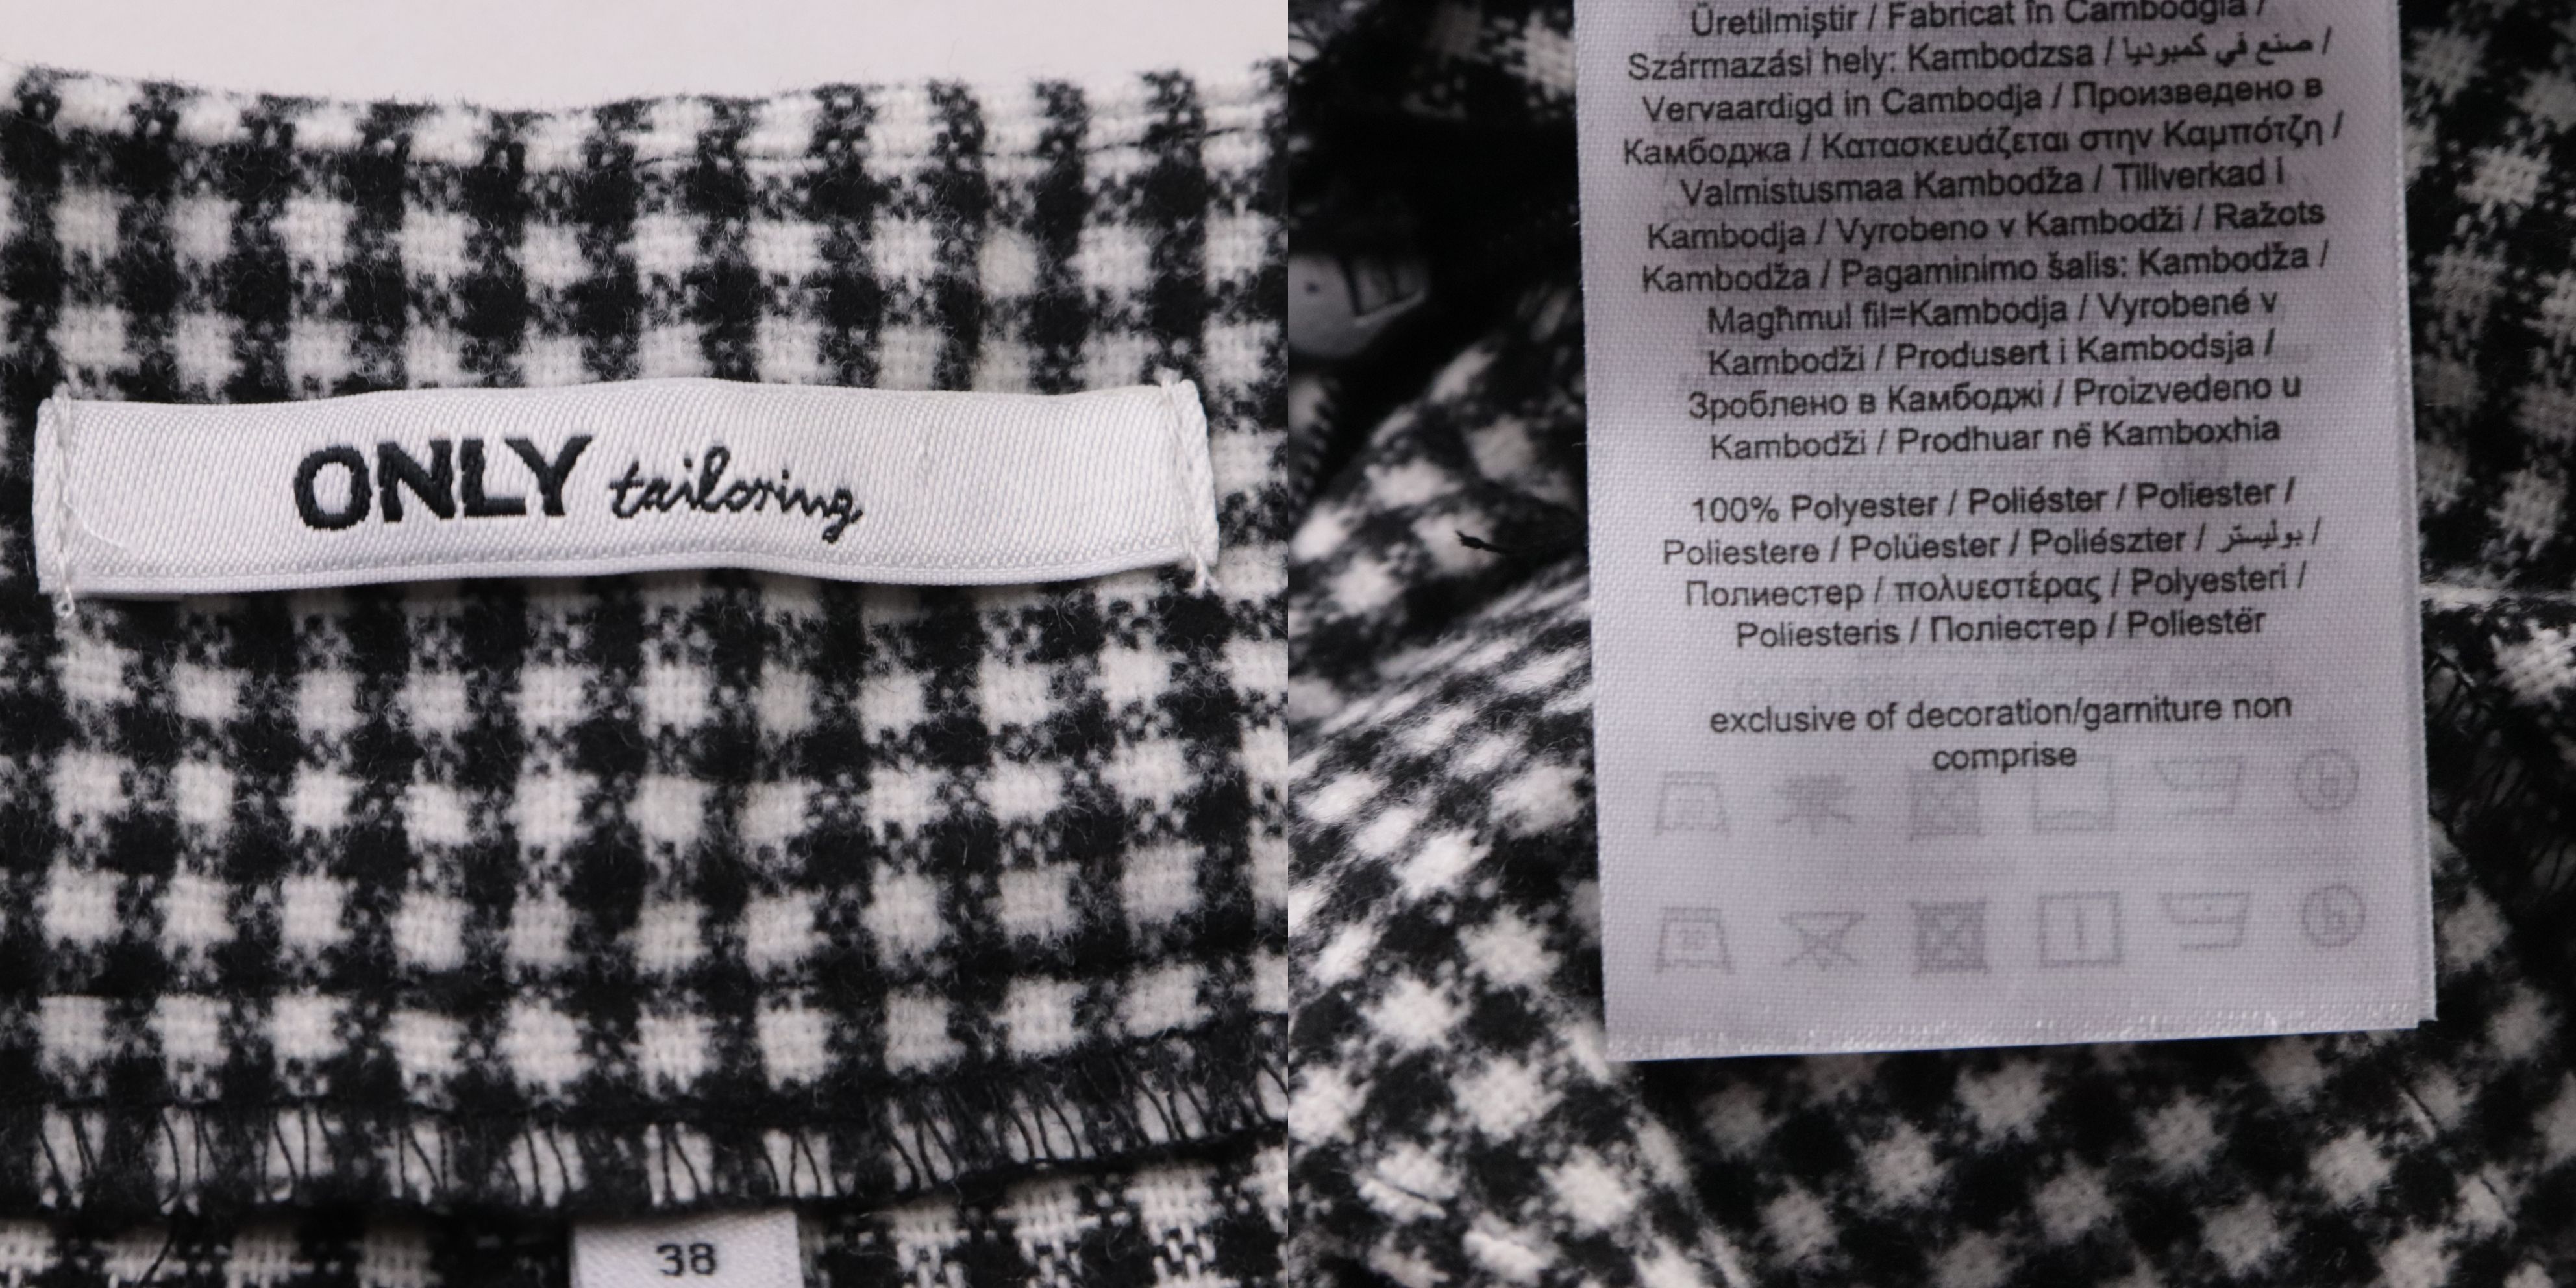 ONLY tailoring
38
Üretilmiştir / Fabricat în Cambodgia /
Származási hely: Kambodzsa / صنع في كمبوديا /
Vervaardigd in Cambodja / Произведено в
Камбоджа / Κατασκευάζεται στην Καμπότζη /
Valmistusmaa Kambodža / Tillverkad i
Kambodja / Vyrobeno v Kambodži / Ražots
Kambodža / Pagaminimo šalis: Kambodža /
Magħmul fil=Kambodja / Vyrobené v
Kambodži / Produsert i Kambodsja /
Зроблено в Камбоджі / Proizvedeno u
Kambodži / Prodhuar në Kamboxhia
100% Polyester / Poliéster / Poliester /
Poliestere / Polüester / Poliészter / بوليستر /
Полиестер / πολυεστέρας / Polyesteri /
Poliesteris / Поліестер / Poliestër
exclusive of decoration/garniture non
comprise